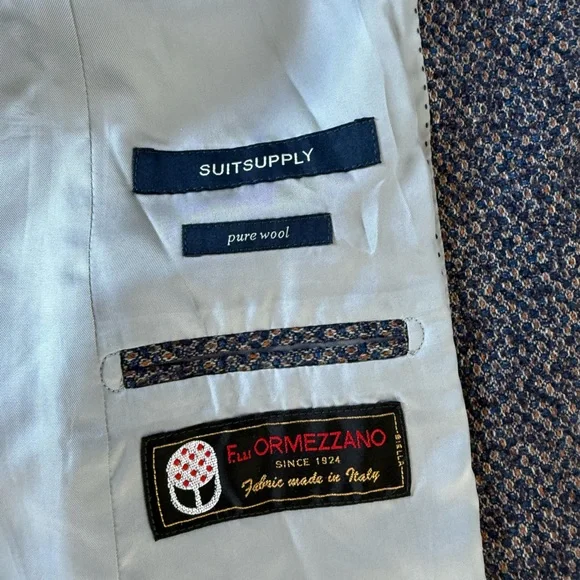 SUITSUPPLY
pure wool
F.LLI ORMEZZANO
SINCE 1924
Fabric made in Italy
BIELLA